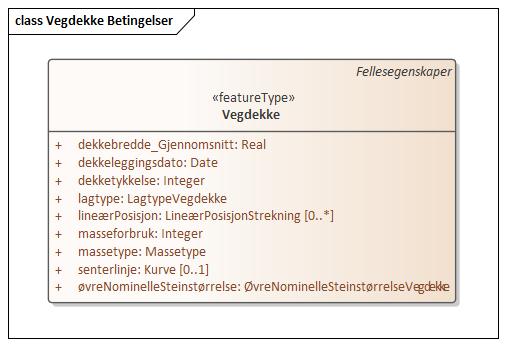 class Vegdekke Betingelser
Fellesegenskaper
«featureType»
Vegdekke
+ dekkebredde_Gjennomsnitt: Real
+ dekkeleggingsdato: Date
+ dekketykkelse: Integer
+ lagtype: LagtypeVegdekke
+ lineærPosisjon: LineærPosisjonStrekning [0..*]
+ masseforbruk: Integer
+ massetype: Massetype
+ senterlinje: Kurve [0..1]
+ øvreNominelleSteinstørrelse: